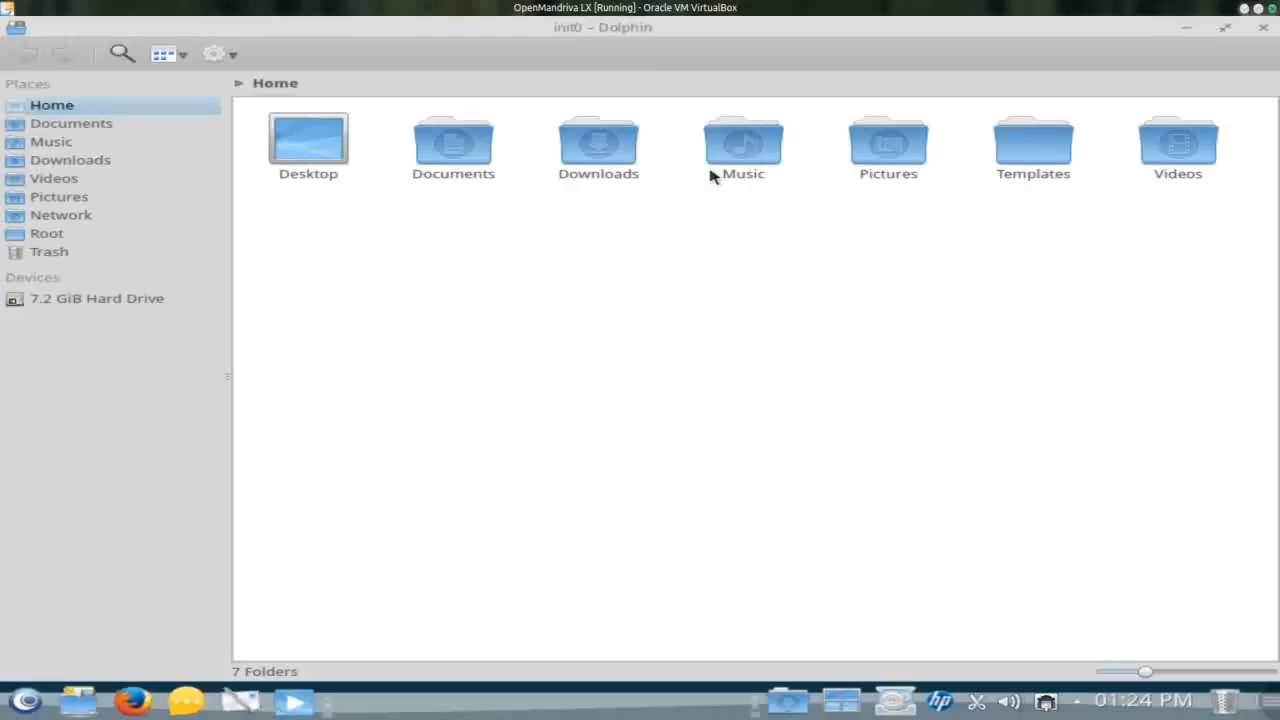 OpenMandriva LX [Running] - Oracle VM VirtualBox
init0 – Dolphin
Places
Home
Home
Documents
Music
Downloads
Videos
Pictures
Network
Root
Trash
Devices
7.2 GiB Hard Drive
Desktop
Documents
Downloads
Music
Pictures
Templates
Videos
7 Folders
hp
01:24 PM